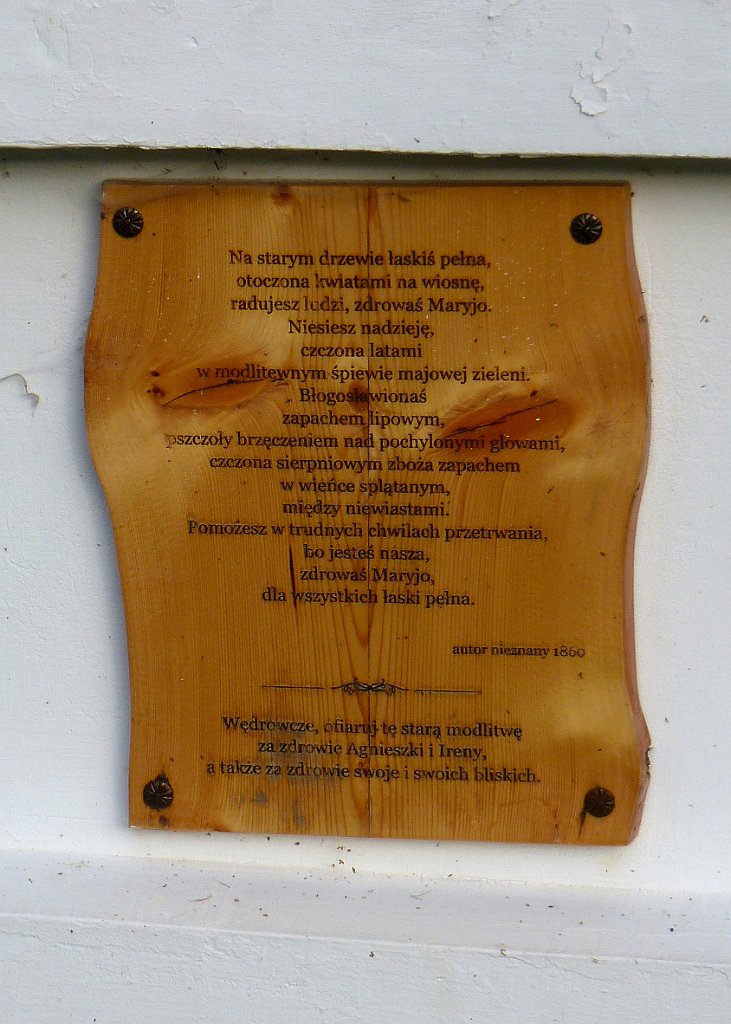 Na starym drzewie łaskiś pełna,
otoczona kwiatami na wiosnę,
radujesz ludzi, zdrowaś Maryjo.
Niesiesz nadzieję,
czczona latami
w modlitewnym śpiewie majowej zieleni.
Błogosławionaś
zapachem lipowym,
pszczoły brzęczeniem nad pochylonymi głowami,
czczona sierpniowym zboża zapachem
w wieńce splątanym,
między niewiastami.
Pomożesz w trudnych chwilach przetrwania,
bo jesteś nasza,
zdrowaś Maryjo,
dla wszystkich łaski pełna.
autor nieznany 1860
Wędrowcze, ofiaruj tę starą modlitwę
za zdrowie Agnieszki i Ireny,
a także za zdrowie swoje i swoich bliskich.